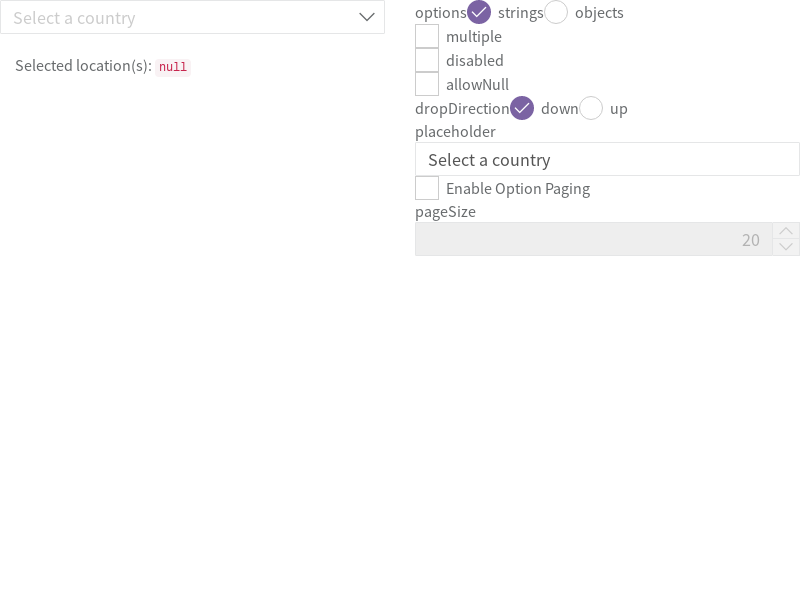 Select a country
Selected location(s): null
options strings objects
multiple
disabled
allowNull
dropDirection down up
placeholder
Select a country
Enable Option Paging
pageSize
20